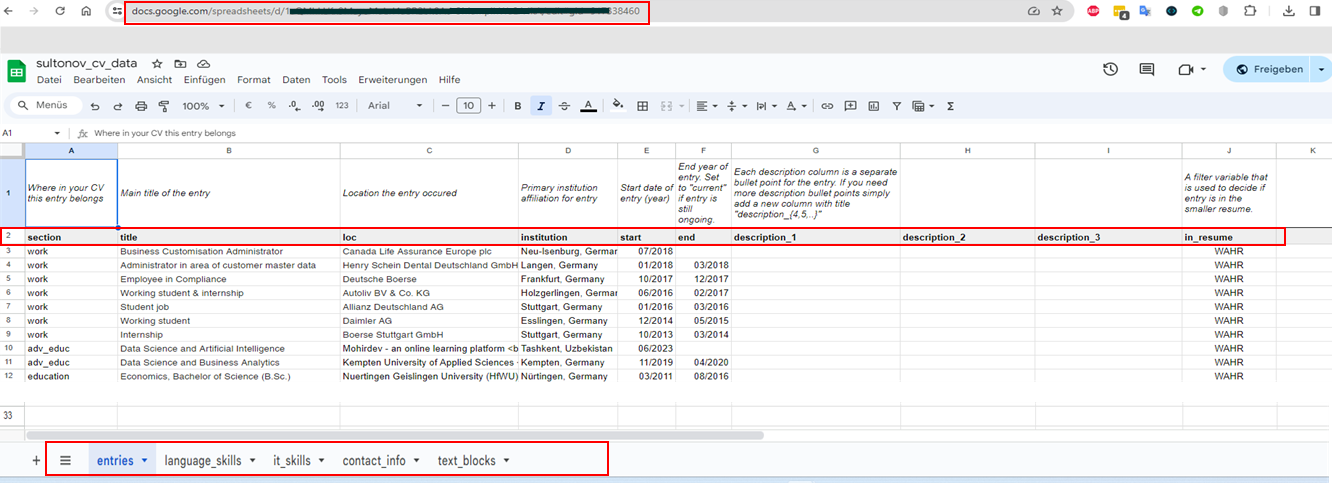 docs.google.com/spreadsheets/d/1
38460
ABP
4
sultonov_cv_data
Datei Bearbeiten Ansicht Einfügen Format Daten Tools Erweiterungen Hilfe
Freigeben
Menüs 100% € % .0 .00 123 Arial 10 B I A
A1 fx Where in your CV this entry belongs
A B C D E F G H I J K
1
Where in your CV this entry belongs
Main title of the entry
Location the entry occured
Primary institution affiliation for entry
Start date of entry (year)
End year of entry. Set to "current" if entry is still ongoing.
Each description column is a separate bullet point for the entry. If you need more description bullet points simply add a new column with title "description_{4,5,..}"
A filter variable that is used to decide if entry is in the smaller resume.
2 section title loc institution start end description_1 description_2 description_3 in_resume
3 work Business Customisation Administrator Canada Life Assurance Europe plc Neu-Isenburg, German 07/2018 WAHR
4 work Administrator in area of customer master data Henry Schein Dental Deutschland GmbH Langen, Germany 01/2018 03/2018 WAHR
5 work Employee in Compliance Deutsche Boerse Frankfurt, Germany 10/2017 12/2017 WAHR
6 work Working student & internship Autoliv BV & Co. KG Holzgerlingen, German 06/2016 02/2017 WAHR
7 work Student job Allianz Deutschland AG Stuttgart, Germany 01/2016 03/2016 WAHR
8 work Working student Daimler AG Esslingen, Germany 12/2014 05/2015 WAHR
9 work Internship Boerse Stuttgart GmbH Stuttgart, Germany 10/2013 03/2014 WAHR
10 adv_educ Data Science and Artificial Intelligence Mohirdev - an online learning platform <b Tashkent, Uzbekistan 06/2023 WAHR
11 adv_educ Data Science and Business Analytics Kempten University of Applied Sciences Kempten, Germany 11/2019 04/2020 WAHR
12 education Economics, Bachelor of Science (B.Sc.) Nuertingen Geislingen University (HfWU) Nürtingen, Germany 03/2011 08/2016 WAHR
33
+ entries language_skills it_skills contact_info text_blocks